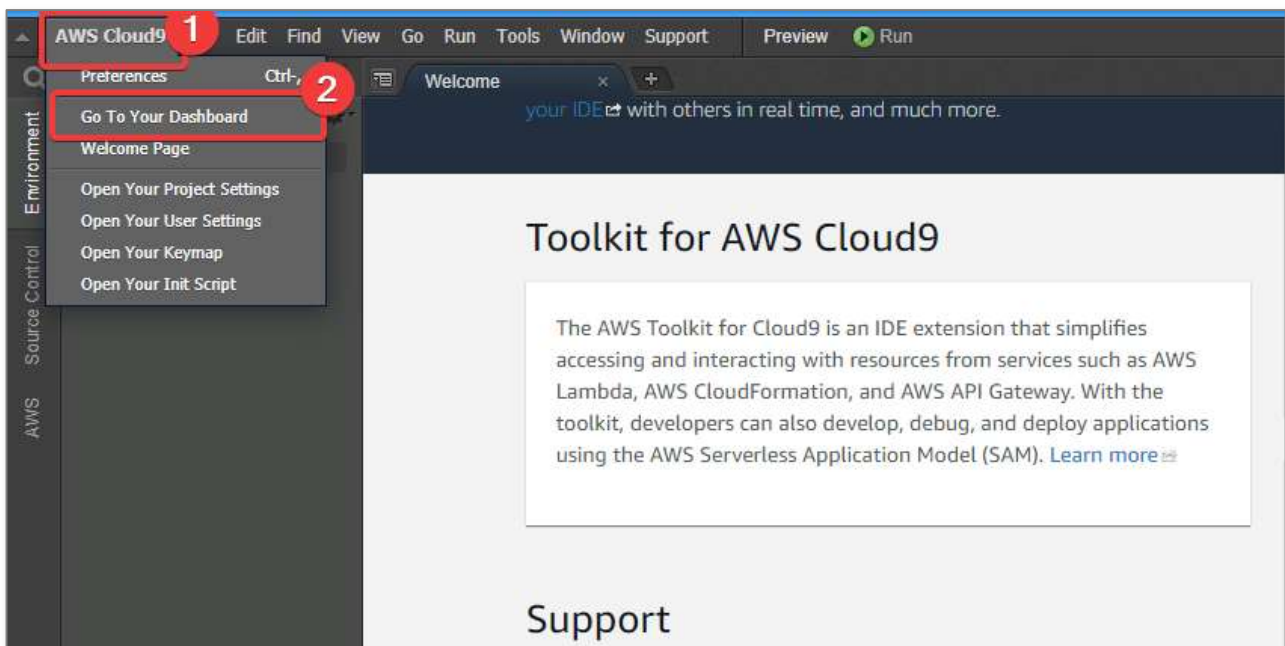 AWS Cloud9 1 Edit Find View Go Run Tools Window Support Preview Run
Preferences Ctrl-, 2
Welcome × +
Go To Your Dashboard
Welcome Page
Open Your Project Settings
Open Your User Settings
Open Your Keymap
Open Your Init Script
Environment
Source Control
AWS
your IDE with others in real time, and much more.
Toolkit for AWS Cloud9
The AWS Toolkit for Cloud9 is an IDE extension that simplifies
accessing and interacting with resources from services such as AWS
Lambda, AWS CloudFormation, and AWS API Gateway. With the
toolkit, developers can also develop, debug, and deploy applications
using the AWS Serverless Application Model (SAM). Learn more
Support